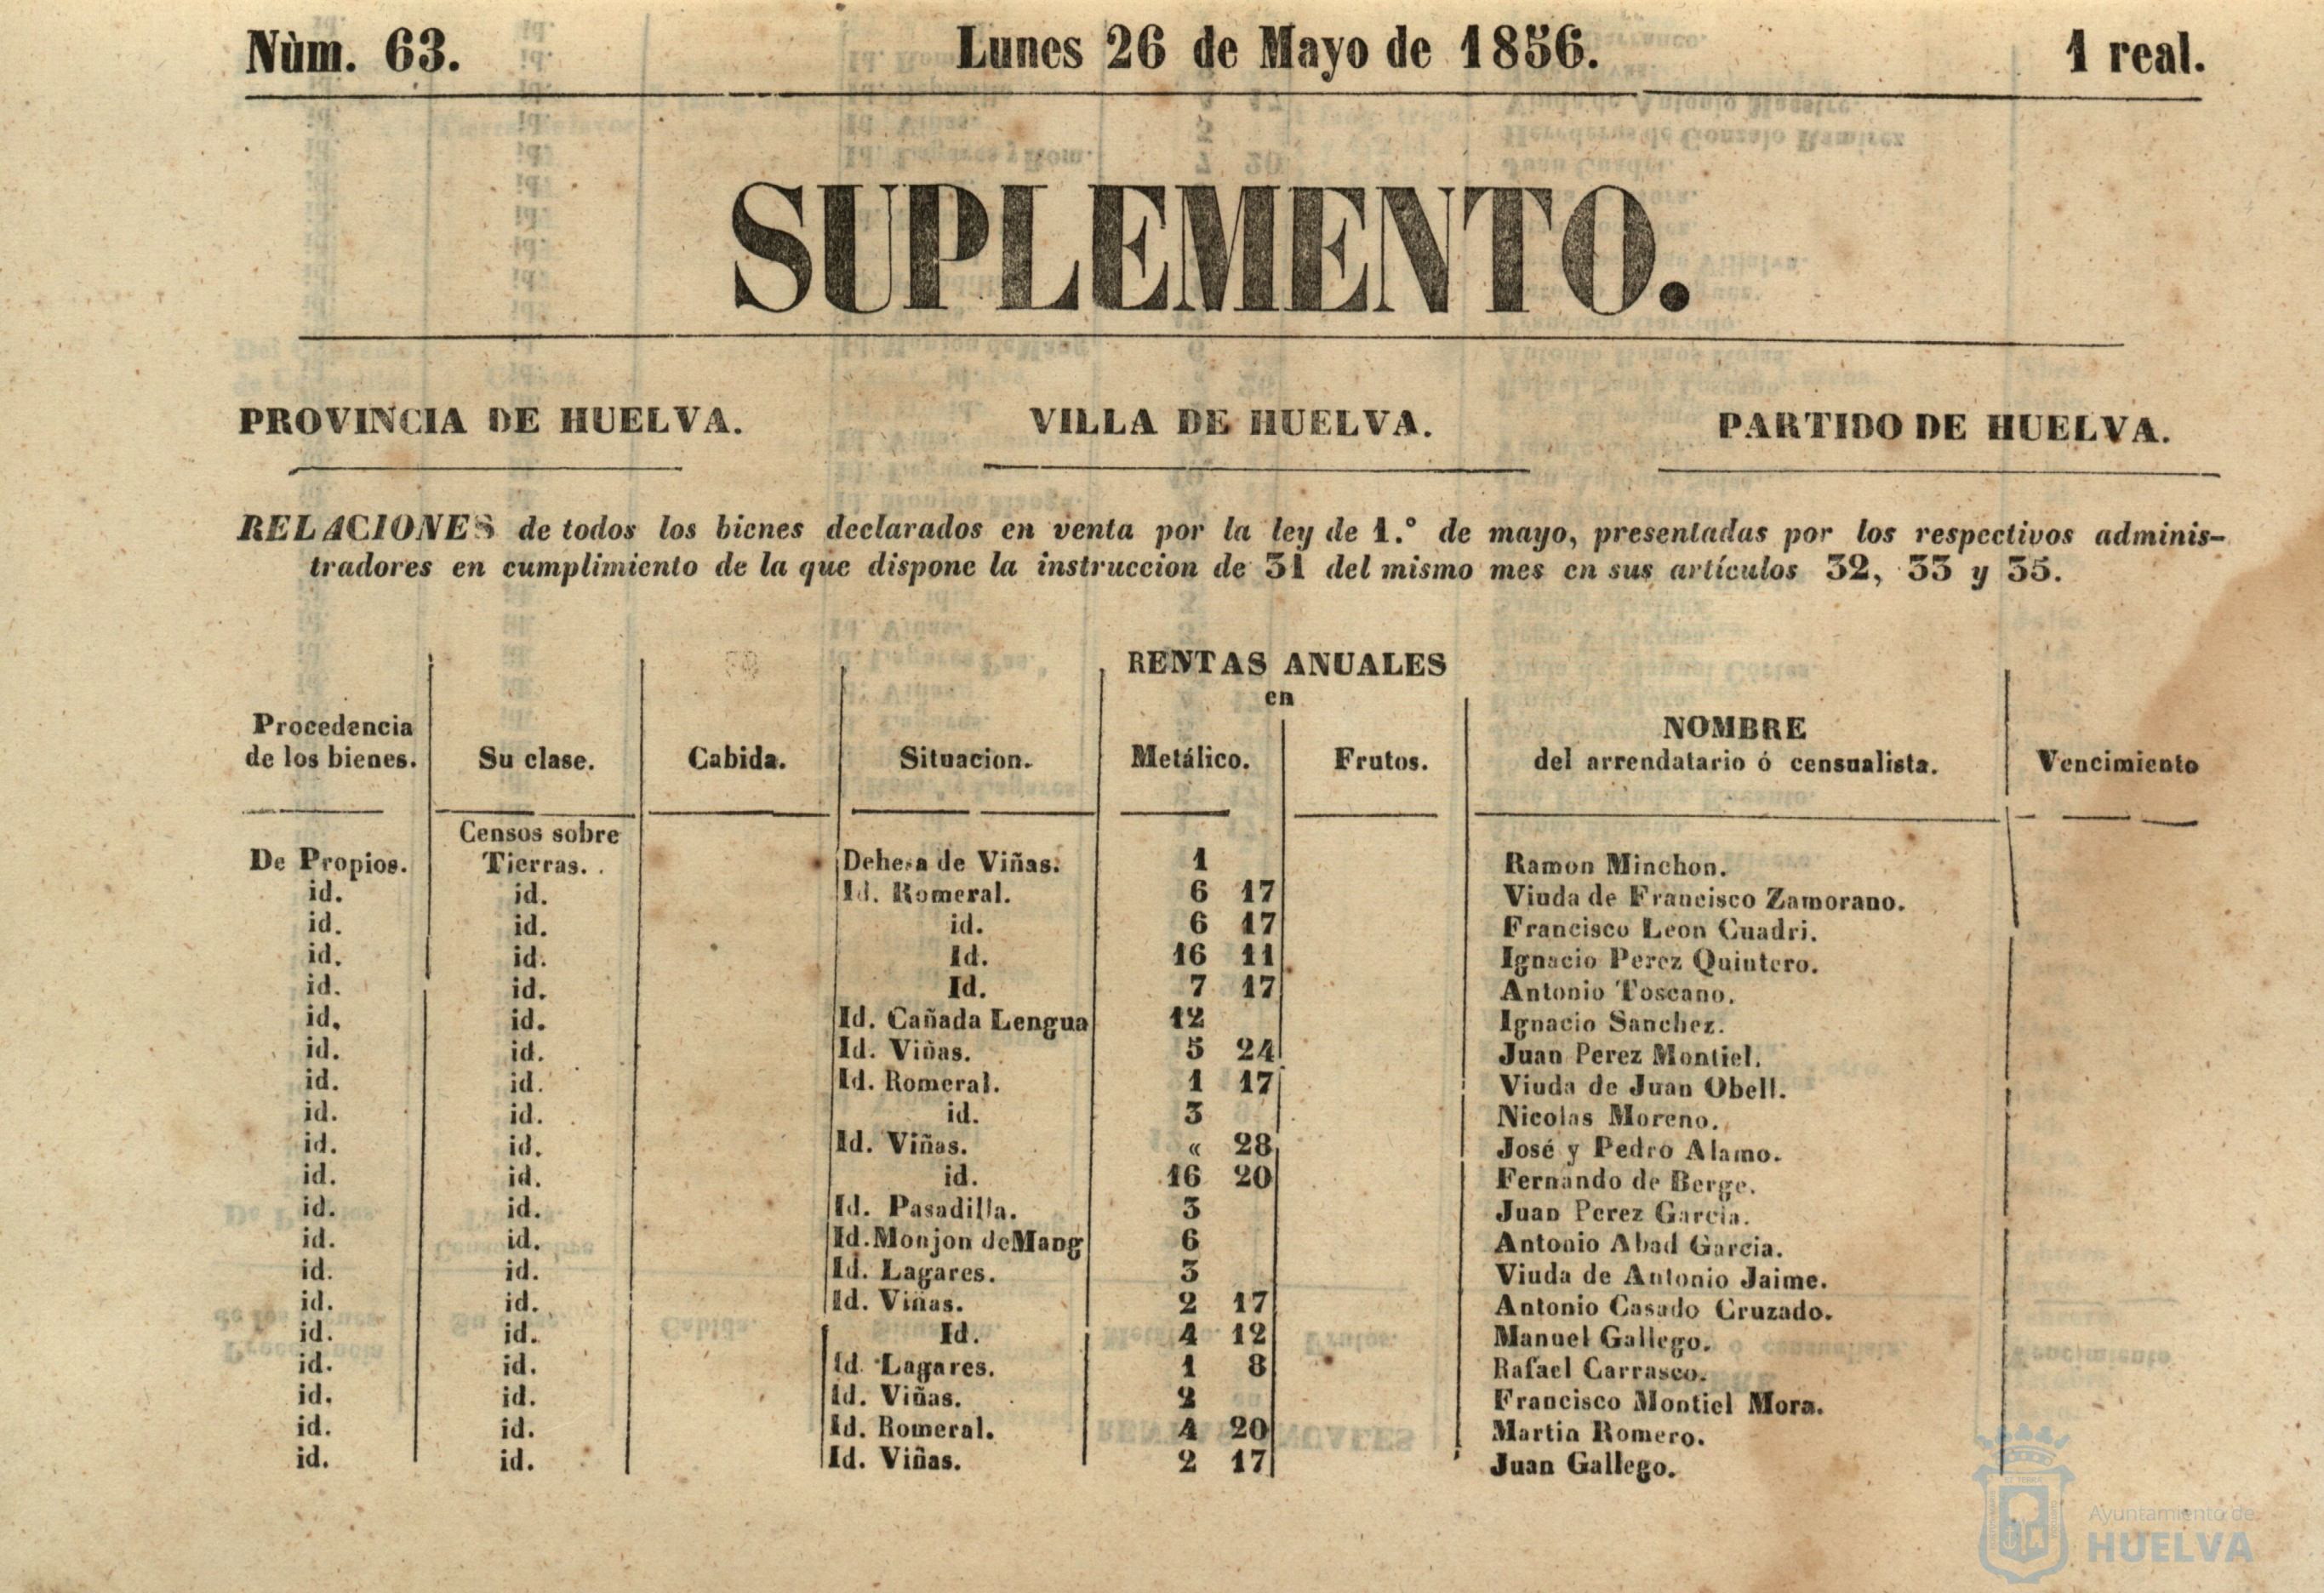 Nùm. 63. Lunes 26 de Mayo de 1856. 1 real.
SUPLEMENTO.
PROVINCIA DE HUELVA. VILLA DE HUELVA. PARTIDO DE HUELVA.
RELACIONES de todos los bienes declarados en venta por la ley de 1.° de mayo, presentadas por los respectivos adminis-
tradores en cumplimiento de la que dispone la instruccion de 31 del mismo mes en sus artículos 32, 33 y 35.
RENTAS ANUALES
en
Procedencia de los bienes. Su clase. Cabida. Situacion. Metálico. Frutos. NOMBRE del arrendatario ó censualista. Vencimiento
Censos sobre
De Propios. Tierras. Dehesa de Viñas. 1 Ramon Minchon.
id. id. Id. Romeral. 6 17 Viuda de Francisco Zamorano.
id. id. id. 6 17 Francisco Leon Cuadri.
id. id. Id. 16 11 Ignacio Perez Quintero.
id. id. Id. 7 17 Antonio Toscano.
id. id. Id. Cañada Lengua 12 Ignacio Sanchez.
id. id. Id. Viñas. 5 24 Juan Perez Montiel.
id. id. Id. Romeral. 1 17 Viuda de Juan Obell.
id. id. id. 3 Nicolas Moreno.
id. id. Id. Viñas. « 28 José y Pedro Alamo.
id. id. id. 16 20 Fernando de Berge.
id. id. Id. Pasadilla. 3 Juan Perez Garcia.
id. id. Id. Monjon de Mang 6 Antonio Abad Garcia.
id. id. Id. Lagares. 3 Viuda de Antonio Jaime.
id. id. Id. Viñas. 2 17 Antonio Casado Cruzado.
id. id. Id. 4 12 Manuel Gallego.
id. id. Id. Lagares. 1 8 Rafael Carrasco.
id. id. Id. Viñas. 2 Francisco Montiel Mora.
id. id. Id. Romeral. 4 20 Martin Romero.
id. id. Id. Viñas. 2 17 Juan Gallego.
Ayuntamiento de
HUELVA